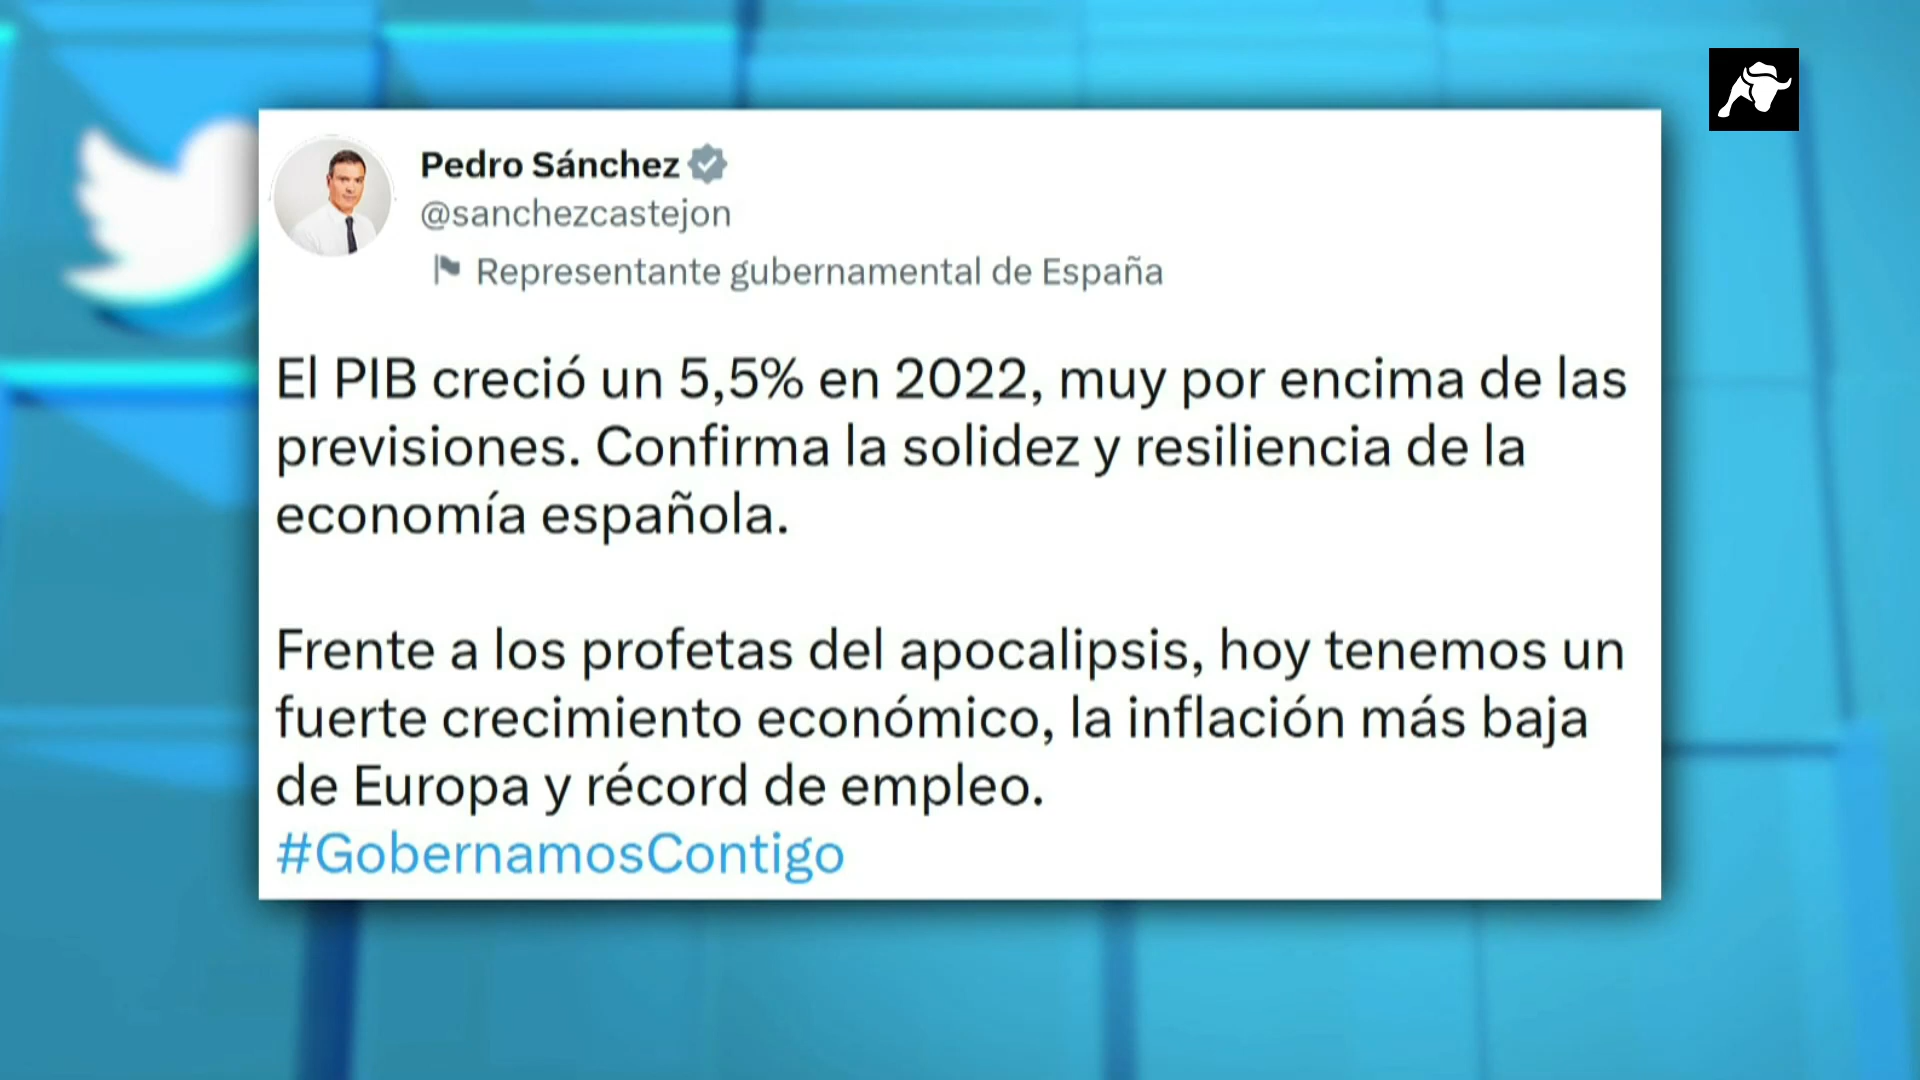 Pedro Sánchez
@sanchezcastejon
Representante gubernamental de España
El PIB creció un 5,5% en 2022, muy por encima de las
previsiones. Confirma la solidez y resiliencia de la
economía española.
Frente a los profetas del apocalipsis, hoy tenemos un
fuerte crecimiento económico, la inflación más baja
de Europa y récord de empleo.
#GobernamosContigo